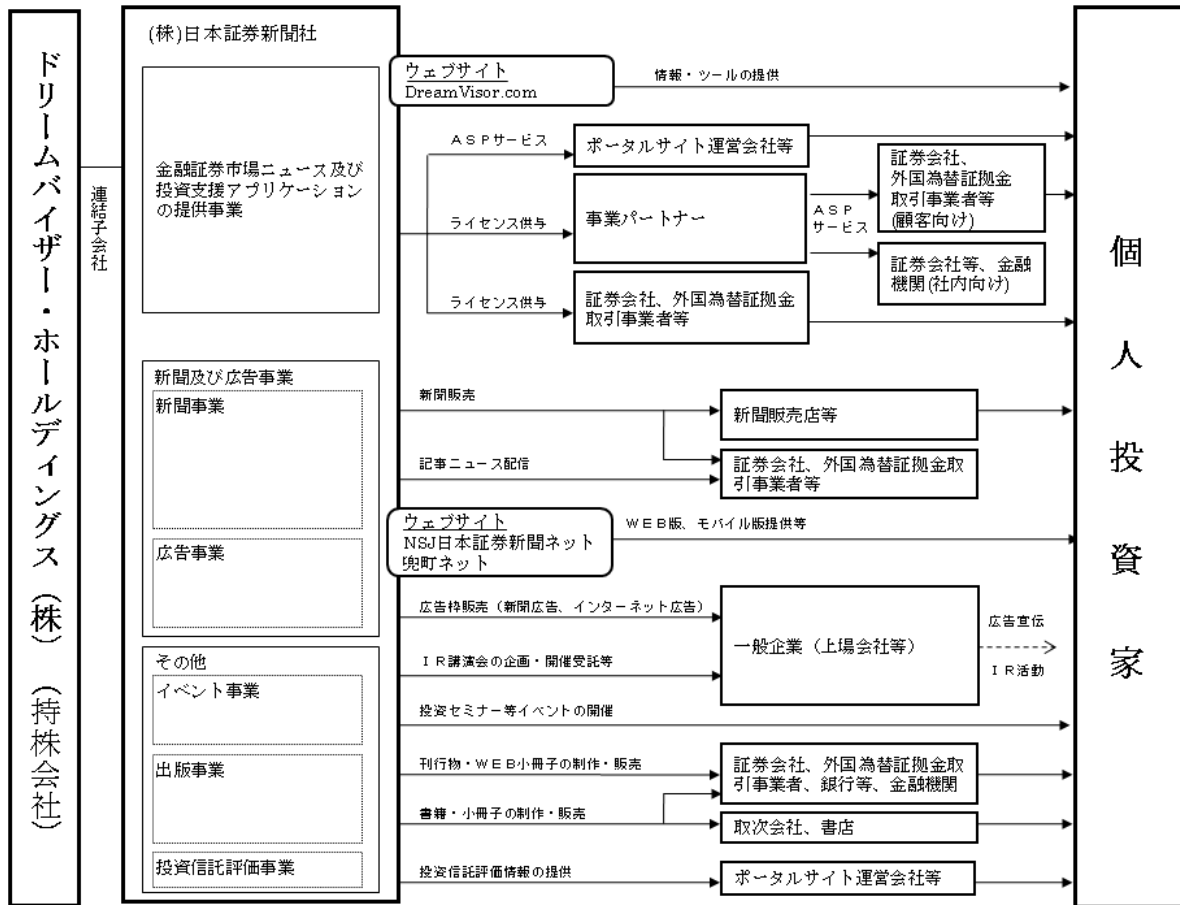 ドリームバイザー・ホールディングス(株) (持株会社)
連結子会社
(株)日本証券新聞社
金融証券市場ニュース及び
投資支援アプリケーション
の提供事業
ウェブサイト
DreamVisor.com
情報・ツールの提供
ASPサービス
ポータルサイト運営会社等
ライセンス供与
事業パートナー
ASP
サービス
証券会社、
外国為替証拠金
取引事業者等
(顧客向け)
証券会社等、金融
機関(社内向け)
ライセンス供与
証券会社、外国為替証拠金
取引事業者等
新聞及び広告事業
新聞事業
新聞販売
新聞販売店等
記事ニュース配信
証券会社、外国為替証拠金取
引事業者等
ウェブサイト
NSJ日本証券新聞ネット
兜町ネット
WEB版、モバイル版提供等
広告事業
広告枠販売(新聞広告、インターネット広告)
一般企業(上場会社等)
広告宣伝
IR活動
その他
イベント事業
IR講演会の企画・開催受託等
投資セミナー等イベントの開催
出版事業
刊行物・WEB小冊子の制作・販売
証券会社、外国為替証拠金取
引事業者、銀行等、金融機関
書籍・小冊子の制作・販売
取次会社、書店
投資信託評価事業
投資信託評価情報の提供
ポータルサイト運営会社等
個人投資家